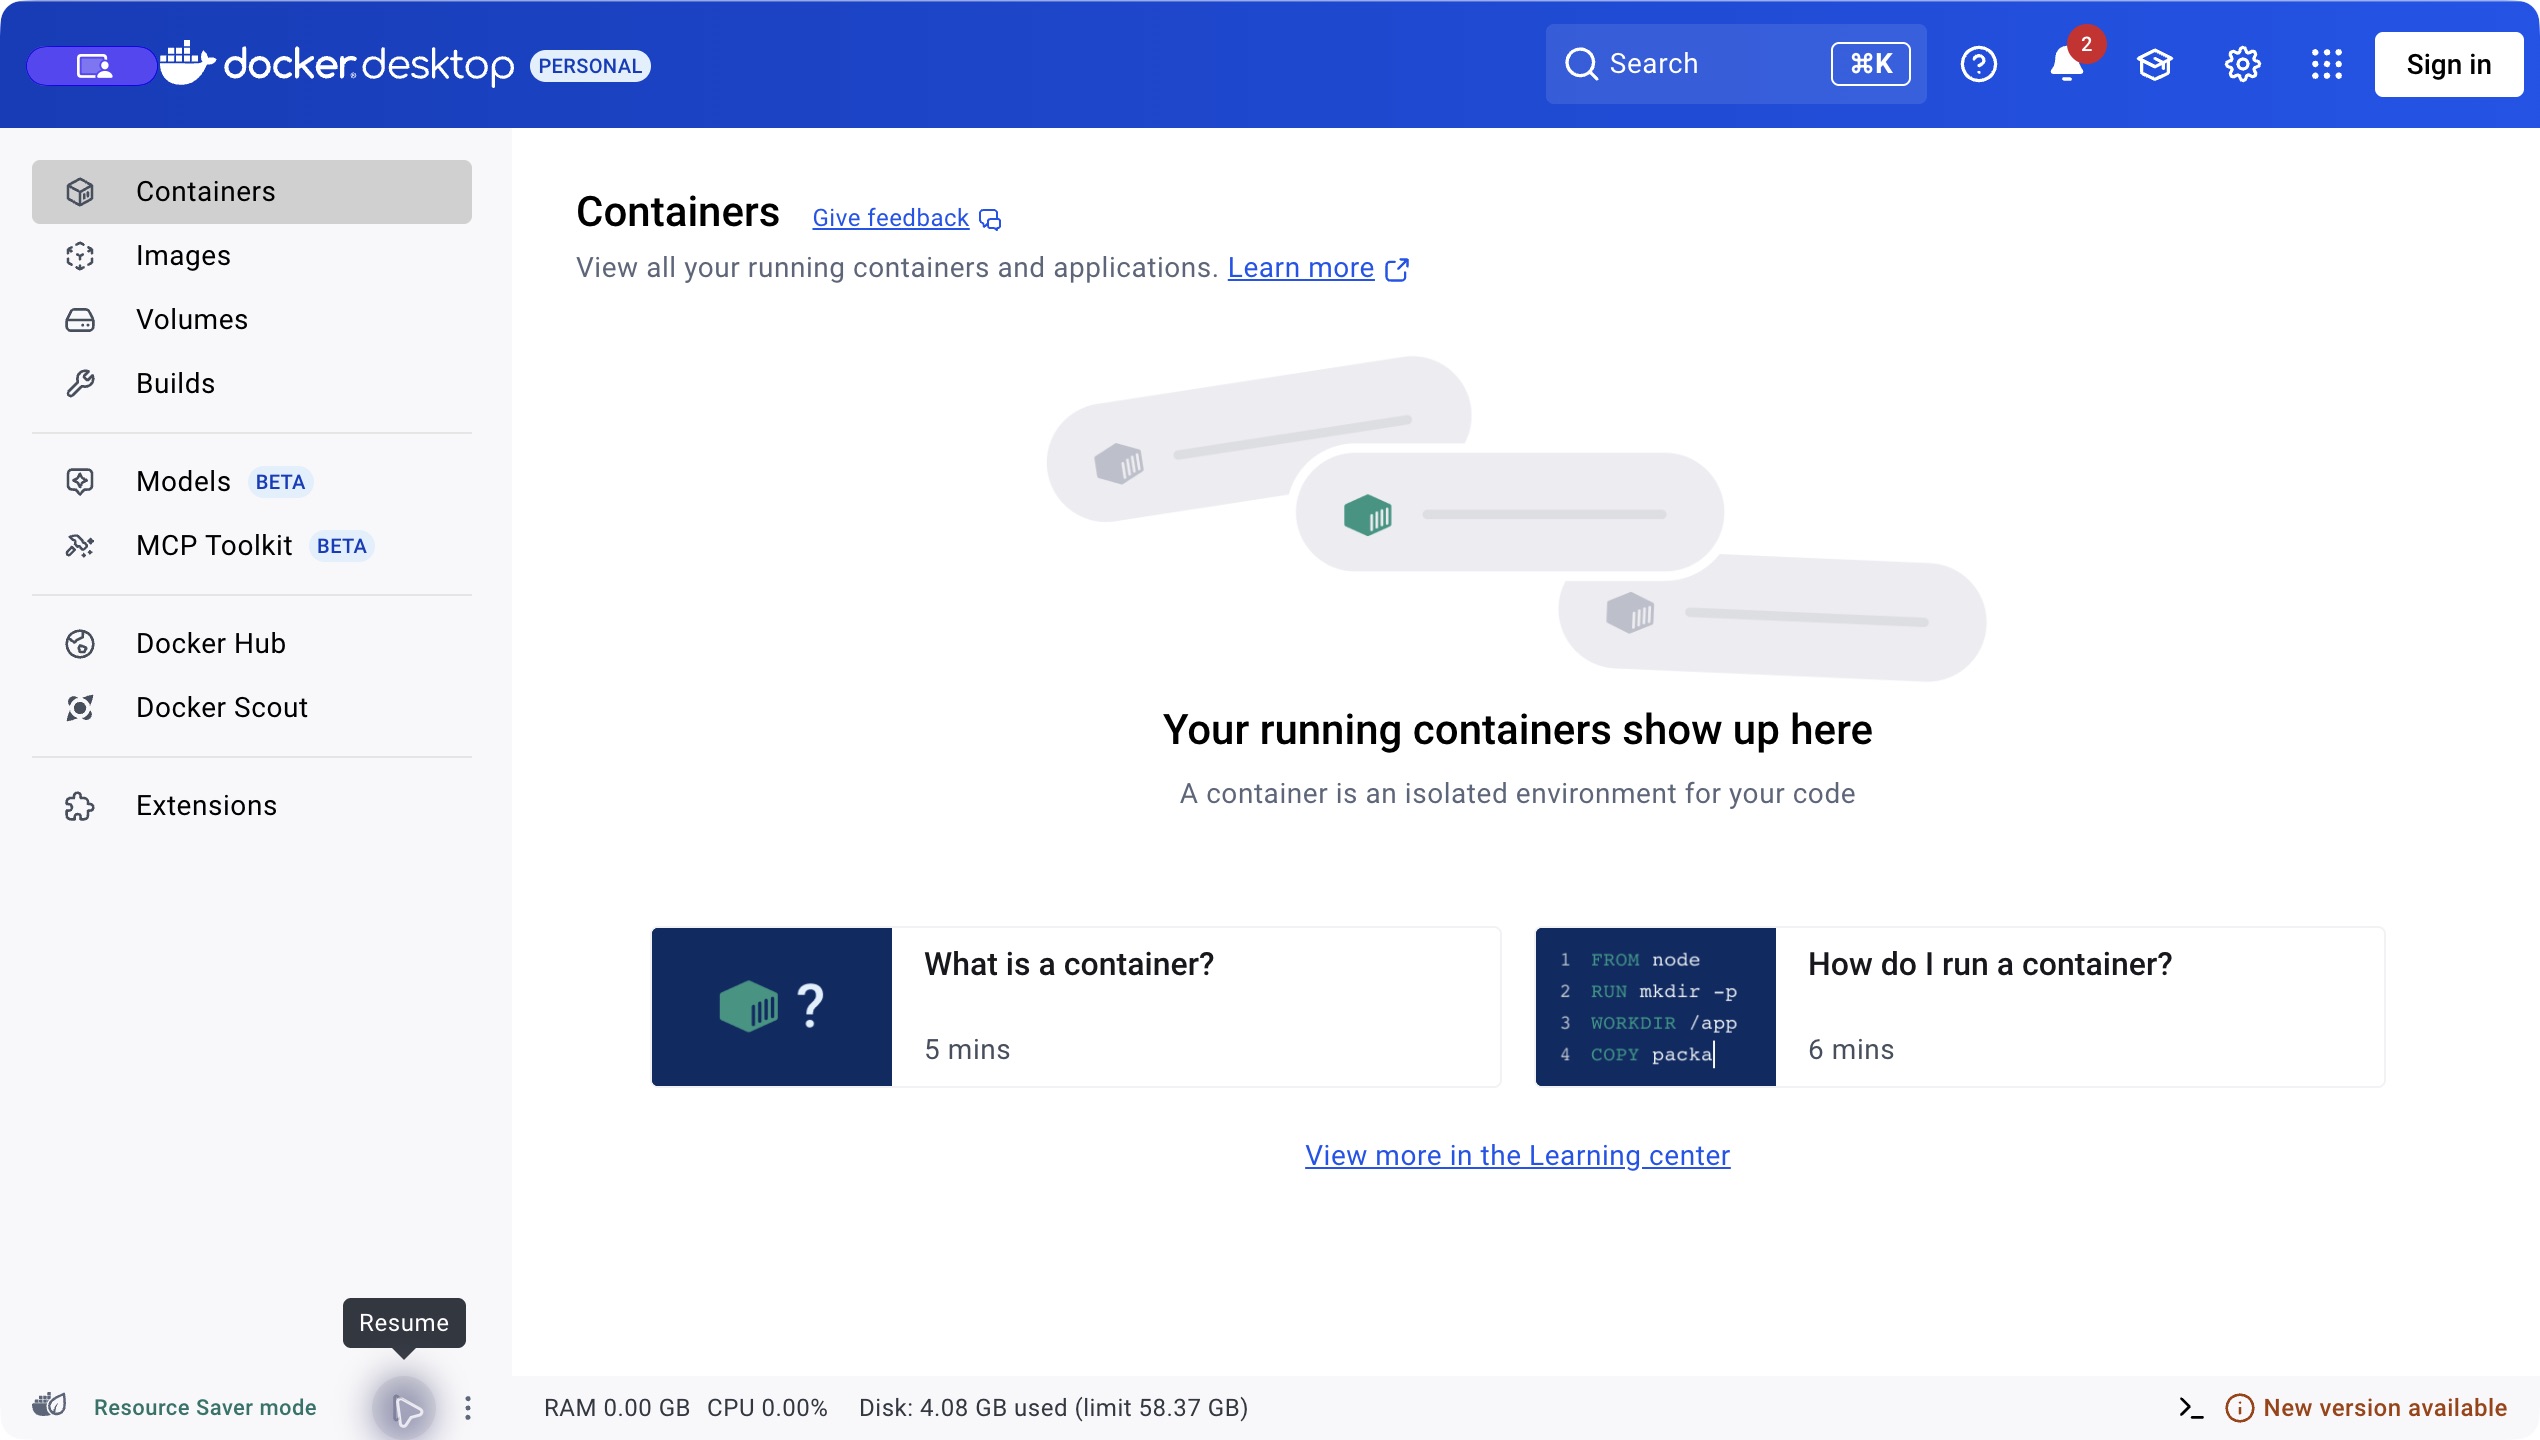 docker desktop PERSONAL
Search ⌘K
2
Sign in
Containers
Images
Volumes
Builds
Models BETA
MCP Toolkit BETA
Docker Hub
Docker Scout
Extensions
Containers Give feedback
View all your running containers and applications. Learn more
Your running containers show up here
A container is an isolated environment for your code
?
What is a container?
5 mins
1 FROM node
2 RUN mkdir -p
3 WORKDIR /app
4 COPY packa
How do I run a container?
6 mins
View more in the Learning center
Resume
Resource Saver mode
RAM 0.00 GB CPU 0.00% Disk: 4.08 GB used (limit 58.37 GB)
>_ New version available